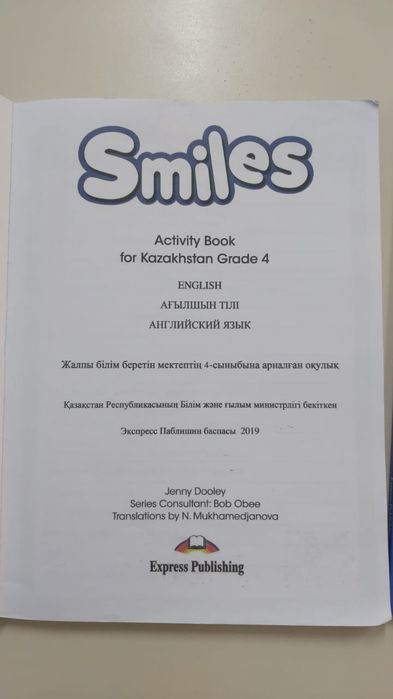 Smiles
Activity Book
for Kazakhstan Grade 4
ENGLISH
АҒЫЛШЫН ТІЛІ
АНГЛИЙСКИЙ ЯЗЫК
Жалпы білім беретін мектептің 4-сыныбына арналған оқулық
Қазақстан Республикасының Білім және ғылым министрлігі бекіткен
Экспресс Паблишин баспасы 2019
Jenny Dooley
Series Consultant: Bob Obee
Translations by N. Mukhamedjanova
Express Publishing